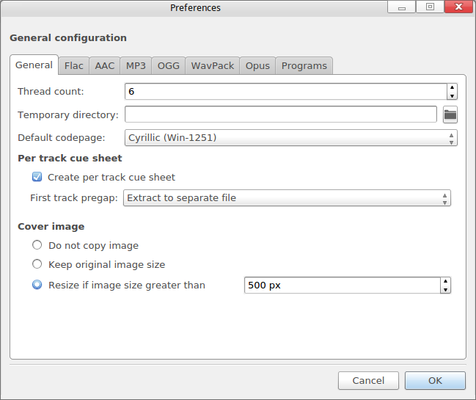 Preferences
General configuration
General Flac AAC MP3 OGG WavPack Opus Programs
Thread count: 6
Temporary directory:
Default codepage: Cyrillic (Win-1251)
Per track cue sheet
Create per track cue sheet
First track pregap: Extract to separate file
Cover image
Do not copy image
Keep original image size
Resize if image size greater than 500 px
Cancel OK